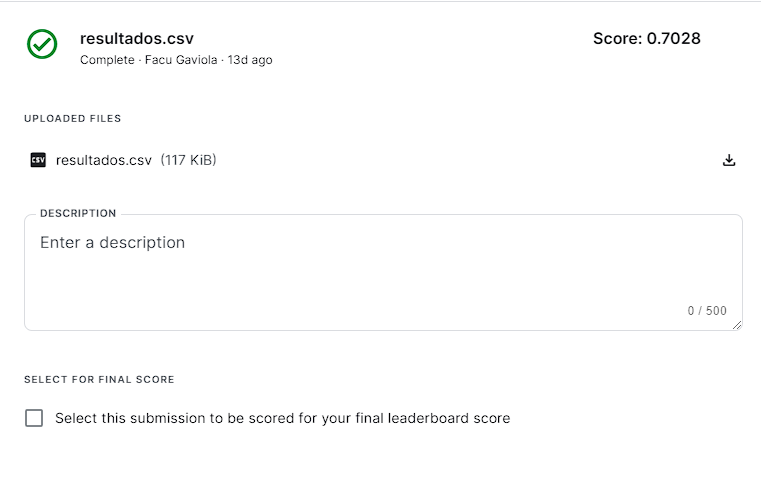 resultados.csv
Score: 0.7028
Complete · Facu Gaviola · 13d ago
UPLOADED FILES
CSV resultados.csv (117 KiB)
DESCRIPTION
Enter a description
0 / 500
SELECT FOR FINAL SCORE
Select this submission to be scored for your final leaderboard score